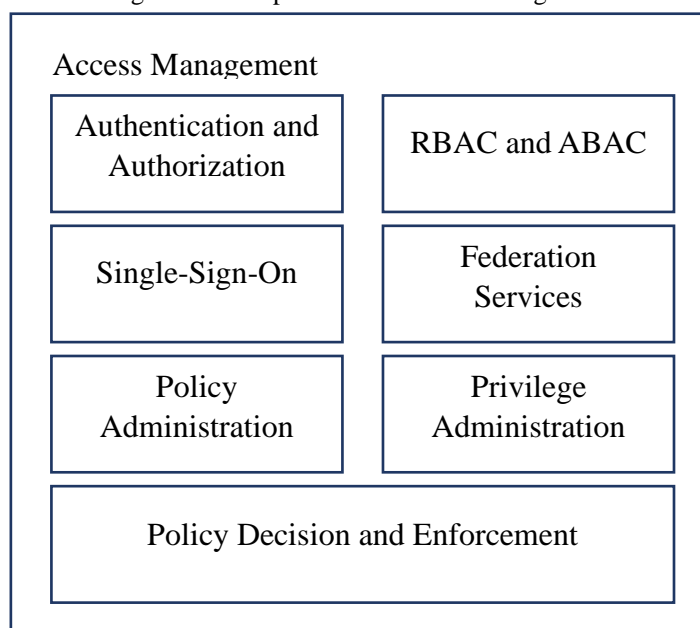 Access Management
Authentication and
Authorization
RBAC and ABAC
Single-Sign-On
Federation
Services
Policy
Administration
Privilege
Administration
Policy Decision and Enforcement